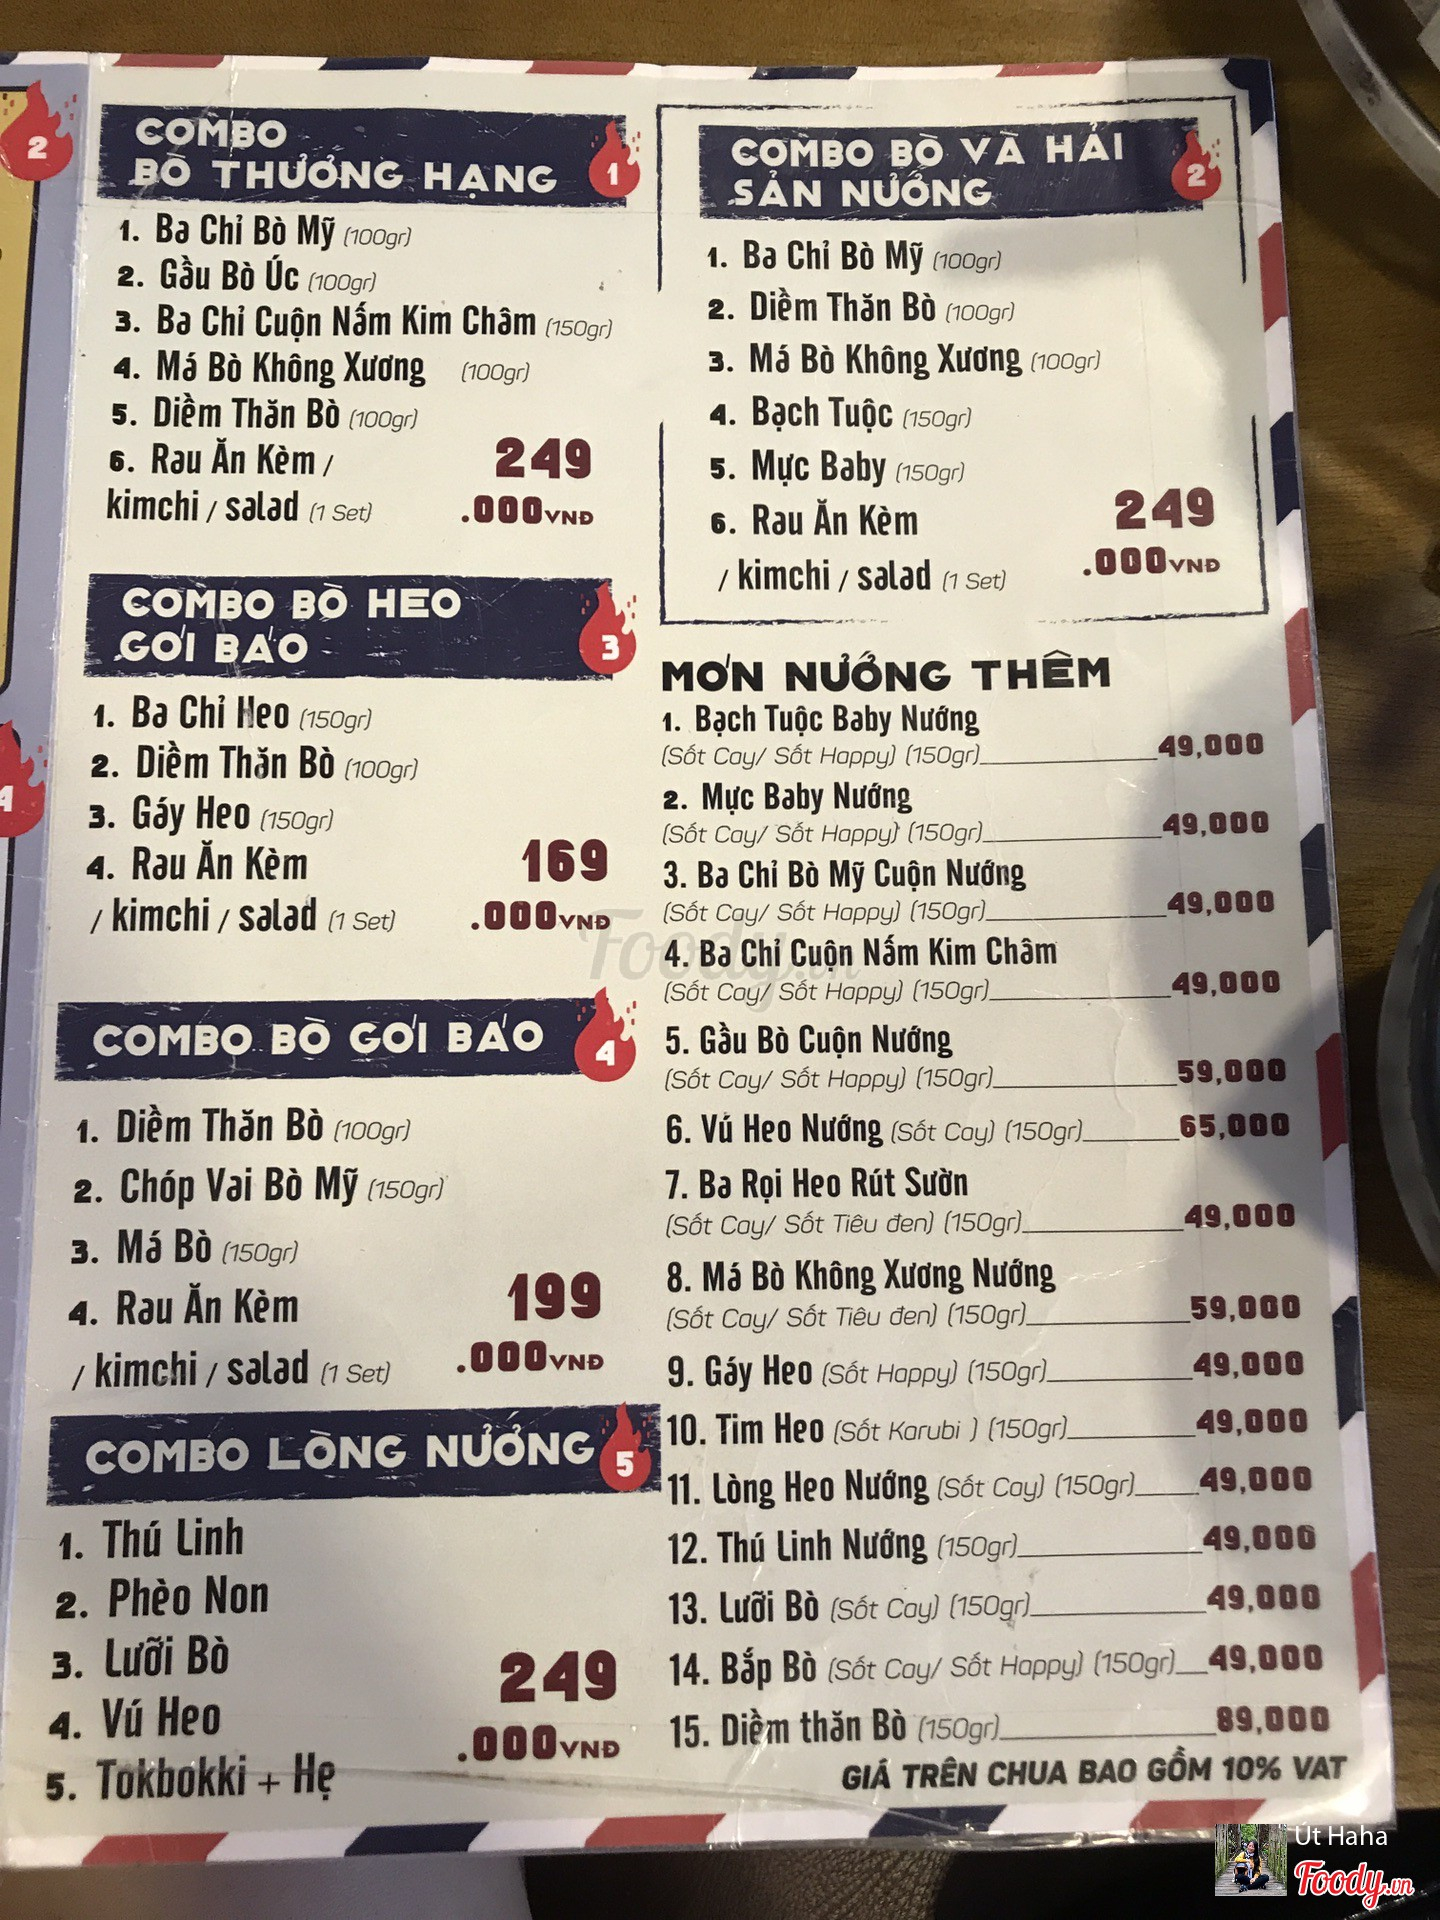 2
4
COMBO
BÒ THƯỢNG HẠNG
1
1. Ba Chỉ Bò Mỹ (100gr)
2. Gầu Bò Úc (100gr)
3. Ba Chỉ Cuộn Nấm Kim Châm (150gr)
4. Má Bò Không Xương (100gr)
5. Diềm Thăn Bò (100gr)
6. Rau Ăn Kèm /
kimchi / salad (1 Set)
249
.000VNĐ
COMBO BÒ HEO
GỌI BÁO
3
1. Ba Chỉ Heo (150gr)
2. Diềm Thăn Bò (100gr)
3. Gáy Heo (150gr)
4. Rau Ăn Kèm
/ kimchi / salad (1 Set)
169
.000VNĐ
COMBO BÒ GỌI BÁO
4
1. Diềm Thăn Bò (100gr)
2. Chóp Vai Bò Mỹ (150gr)
3. Má Bò (150gr)
4. Rau Ăn Kèm
/ kimchi / salad (1 Set)
199
.000VNĐ
COMBO LÒNG NƯỚNG
5
1. Thú Linh
2. Phèo Non
3. Lưỡi Bò
4. Vú Heo
5. Tokbokki + Hẹ
249
.000VNĐ
COMBO BÒ VÀ HẢI
SẢN NƯỚNG
2
1. Ba Chỉ Bò Mỹ (100gr)
2. Diềm Thăn Bò (100gr)
3. Má Bò Không Xương (100gr)
4. Bạch Tuộc (150gr)
5. Mực Baby (150gr)
6. Rau Ăn Kèm
/ kimchi / salad (1 Set)
249
.000VNĐ
MÓN NƯỚNG THÊM
1. Bạch Tuộc Baby Nướng
(Sốt Cay/ Sốt Happy) (150gr) 49,000
2. Mực Baby Nướng
(Sốt Cay/ Sốt Happy) (150gr) 49,000
3. Ba Chỉ Bò Mỹ Cuộn Nướng
(Sốt Cay/ Sốt Happy) (150gr) 49,000
4. Ba Chỉ Cuộn Nấm Kim Châm
(Sốt Cay/ Sốt Happy) (150gr) 49,000
5. Gầu Bò Cuộn Nướng
(Sốt Cay/ Sốt Happy) (150gr) 59,000
6. Vú Heo Nướng (Sốt Cay) (150gr) 65,000
7. Ba Rọi Heo Rút Sườn
(Sốt Cay/ Sốt Tiêu đen) (150gr) 49,000
8. Má Bò Không Xương Nướng
(Sốt Cay/ Sốt Tiêu đen) (150gr) 59,000
9. Gáy Heo (Sốt Happy) (150gr) 49,000
10. Tim Heo (Sốt Karubi ) (150gr) 49,000
11. Lòng Heo Nướng (Sốt Cay) (150gr) 49,000
12. Thú Linh Nướng (150gr) 49,000
13. Lưỡi Bò (Sốt Cay) (150gr) 49,000
14. Bắp Bò (Sốt Cay/ Sốt Happy) (150gr) 49,000
15. Diềm thăn Bò (150gr) 89,000
GIÁ TRÊN CHUA BAO GỒM 10% VAT
Foody.vn
Út Haha
Foody.vn